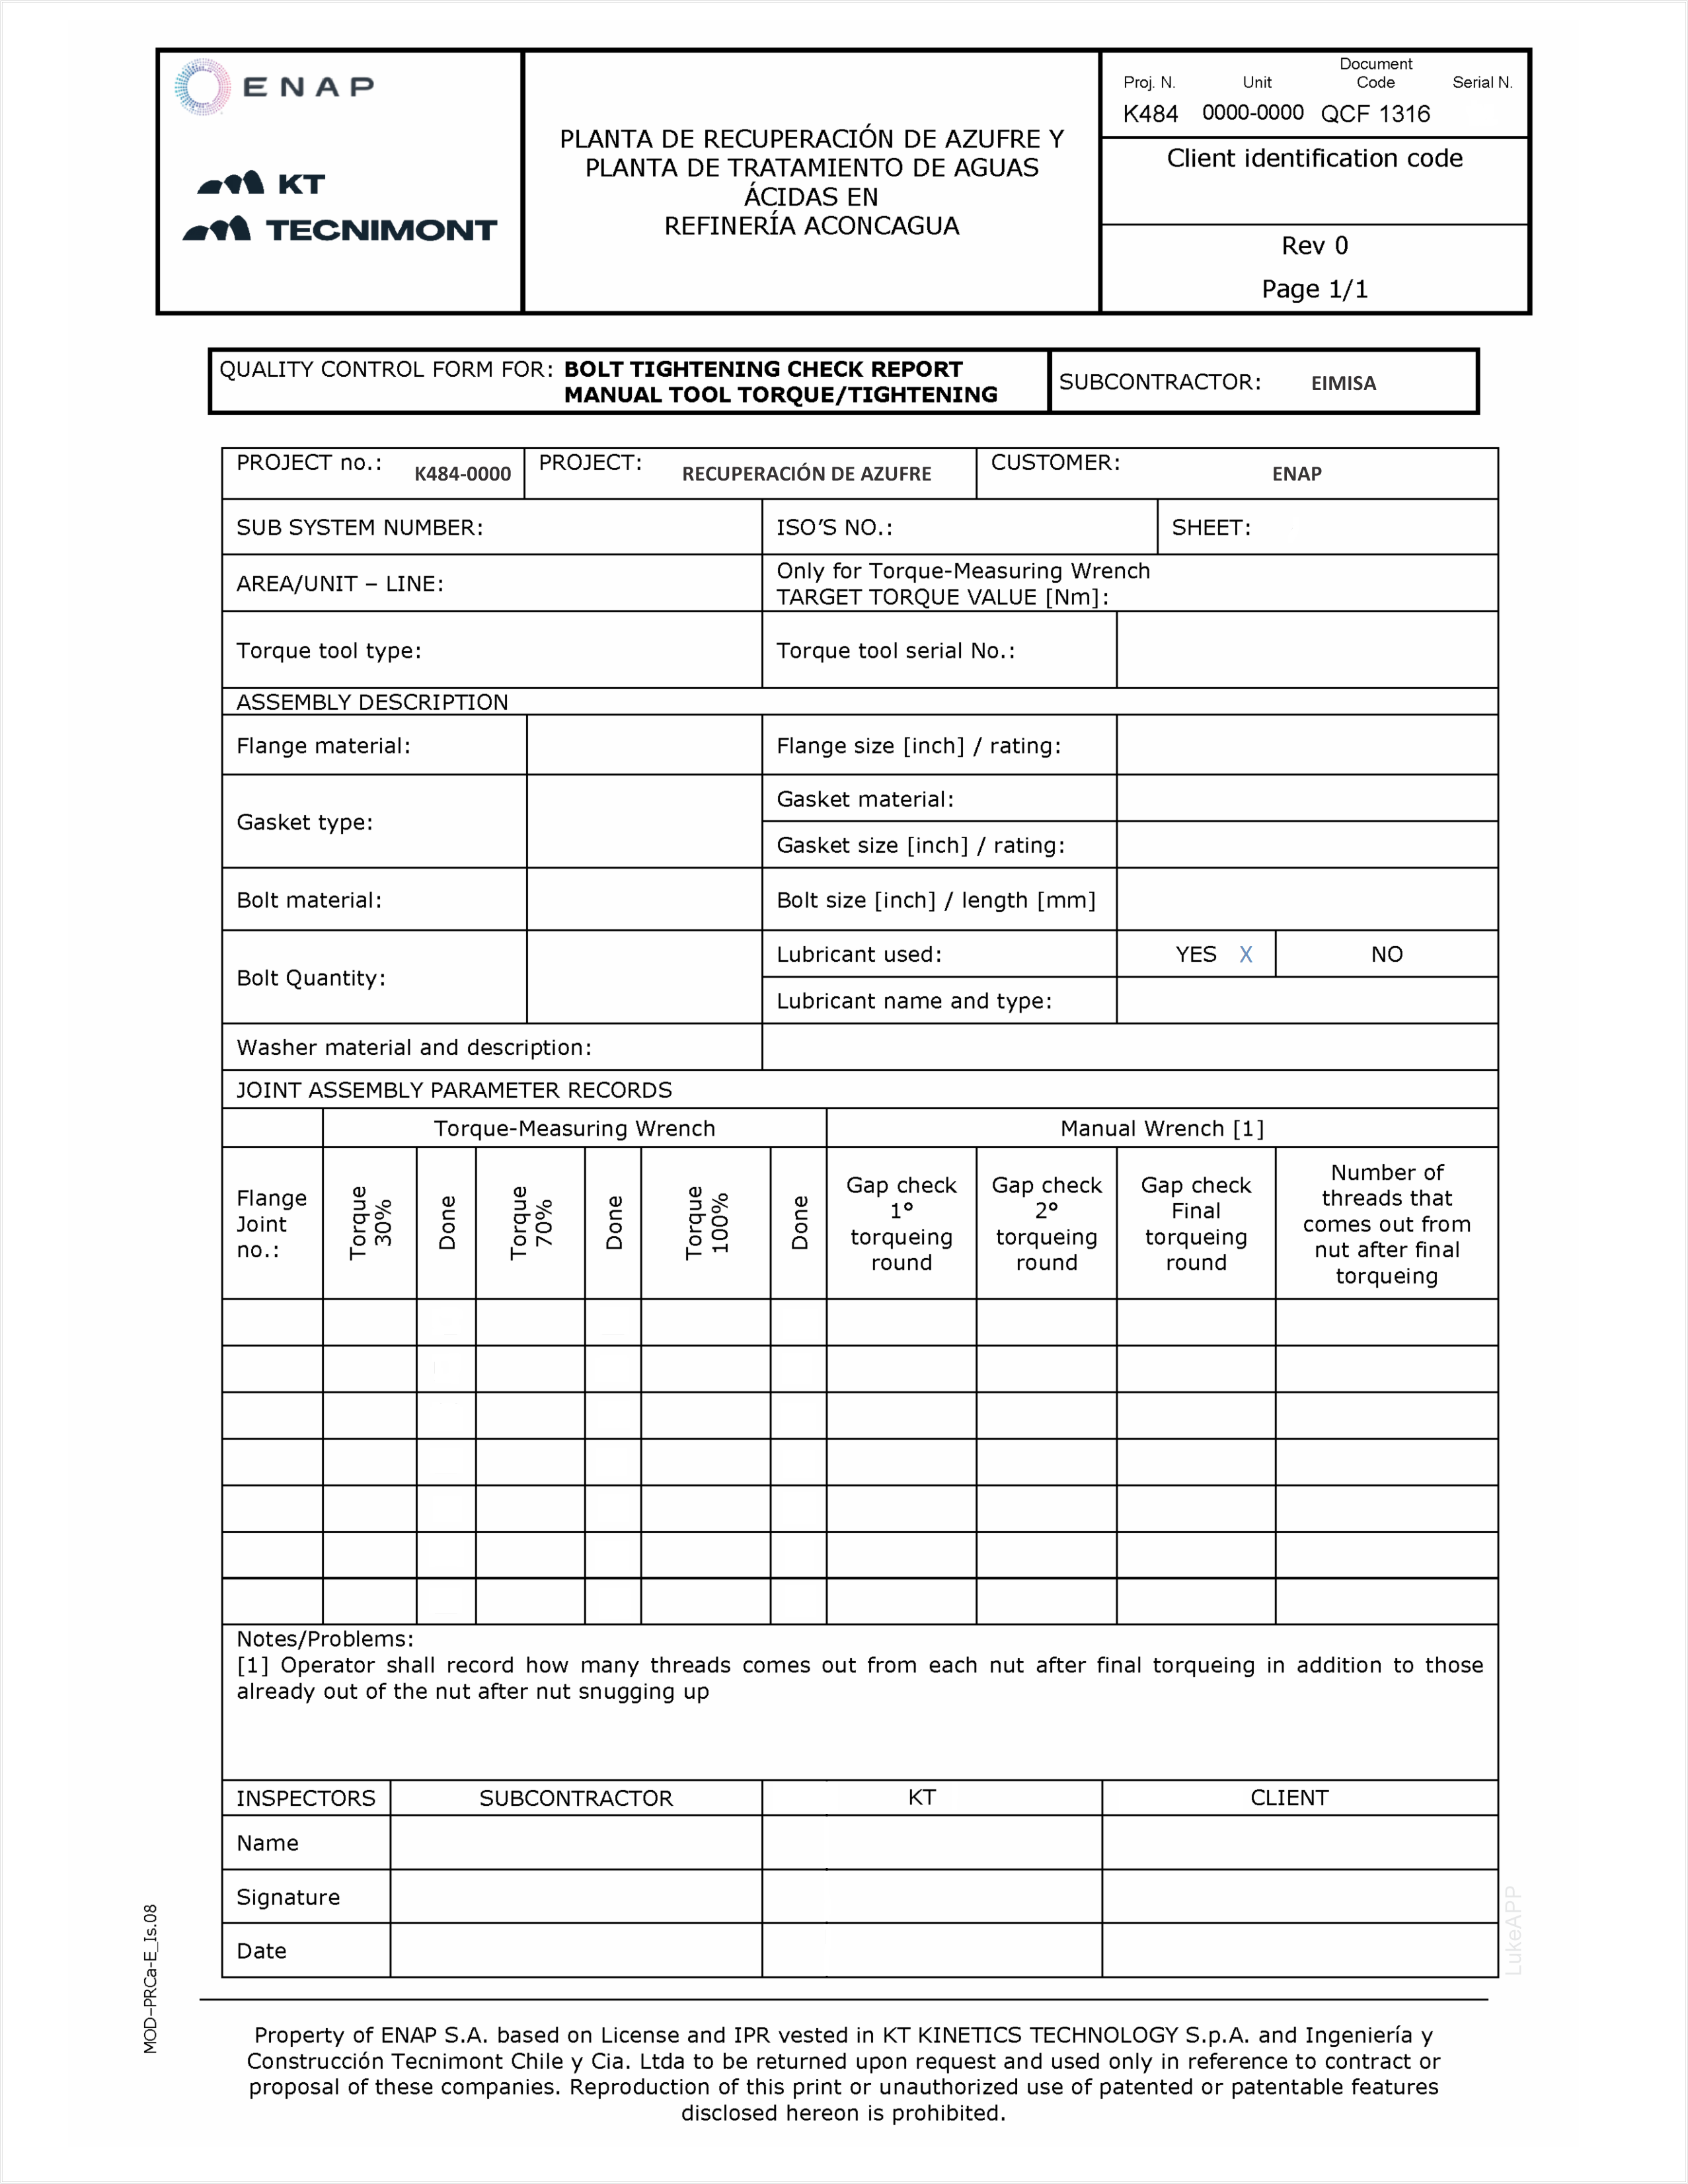 ENAP
KT
TECNIMONT
PLANTA DE RECUPERACIÓN DE AZUFRE Y
PLANTA DE TRATAMIENTO DE AGUAS
ÁCIDAS EN
REFINERÍA ACONCAGUA
Proj. N. Unit Document Code Serial N.
K484 0000-0000 QCF 1316
Client identification code
Rev 0
Page 1/1
QUALITY CONTROL FORM FOR: BOLT TIGHTENING CHECK REPORT
MANUAL TOOL TORQUE/TIGHTENING
SUBCONTRACTOR: EIMISA
PROJECT no.: K484-0000 PROJECT: RECUPERACIÓN DE AZUFRE CUSTOMER: ENAP
SUB SYSTEM NUMBER: ISO'S NO.: SHEET:
AREA/UNIT – LINE: Only for Torque-Measuring Wrench
TARGET TORQUE VALUE [Nm]:
Torque tool type: Torque tool serial No.:
ASSEMBLY DESCRIPTION
Flange material: Flange size [inch] / rating:
Gasket type: Gasket material:
Gasket size [inch] / rating:
Bolt material: Bolt size [inch] / length [mm]
Bolt Quantity: Lubricant used: YES X NO
Lubricant name and type:
Washer material and description:
JOINT ASSEMBLY PARAMETER RECORDS
Torque-Measuring Wrench Manual Wrench [1]
Flange
Joint
no.:
Torque
30%
Done
Torque
70%
Done
Torque
100%
Done
Gap check
1°
torqueing
round
Gap check
2°
torqueing
round
Gap check
Final
torqueing
round
Number of
threads that
comes out from
nut after final
torqueing
Notes/Problems:
[1] Operator shall record how many threads comes out from each nut after final torqueing in addition to those
already out of the nut after nut snugging up
INSPECTORS SUBCONTRACTOR KT CLIENT
Name
Signature
Date
LukeAPP
MOD–PRCa-E_Is.08
Property of ENAP S.A. based on License and IPR vested in KT KINETICS TECHNOLOGY S.p.A. and Ingeniería y
Construcción Tecnimont Chile y Cia. Ltda to be returned upon request and used only in reference to contract or
proposal of these companies. Reproduction of this print or unauthorized use of patented or patentable features
disclosed hereon is prohibited.